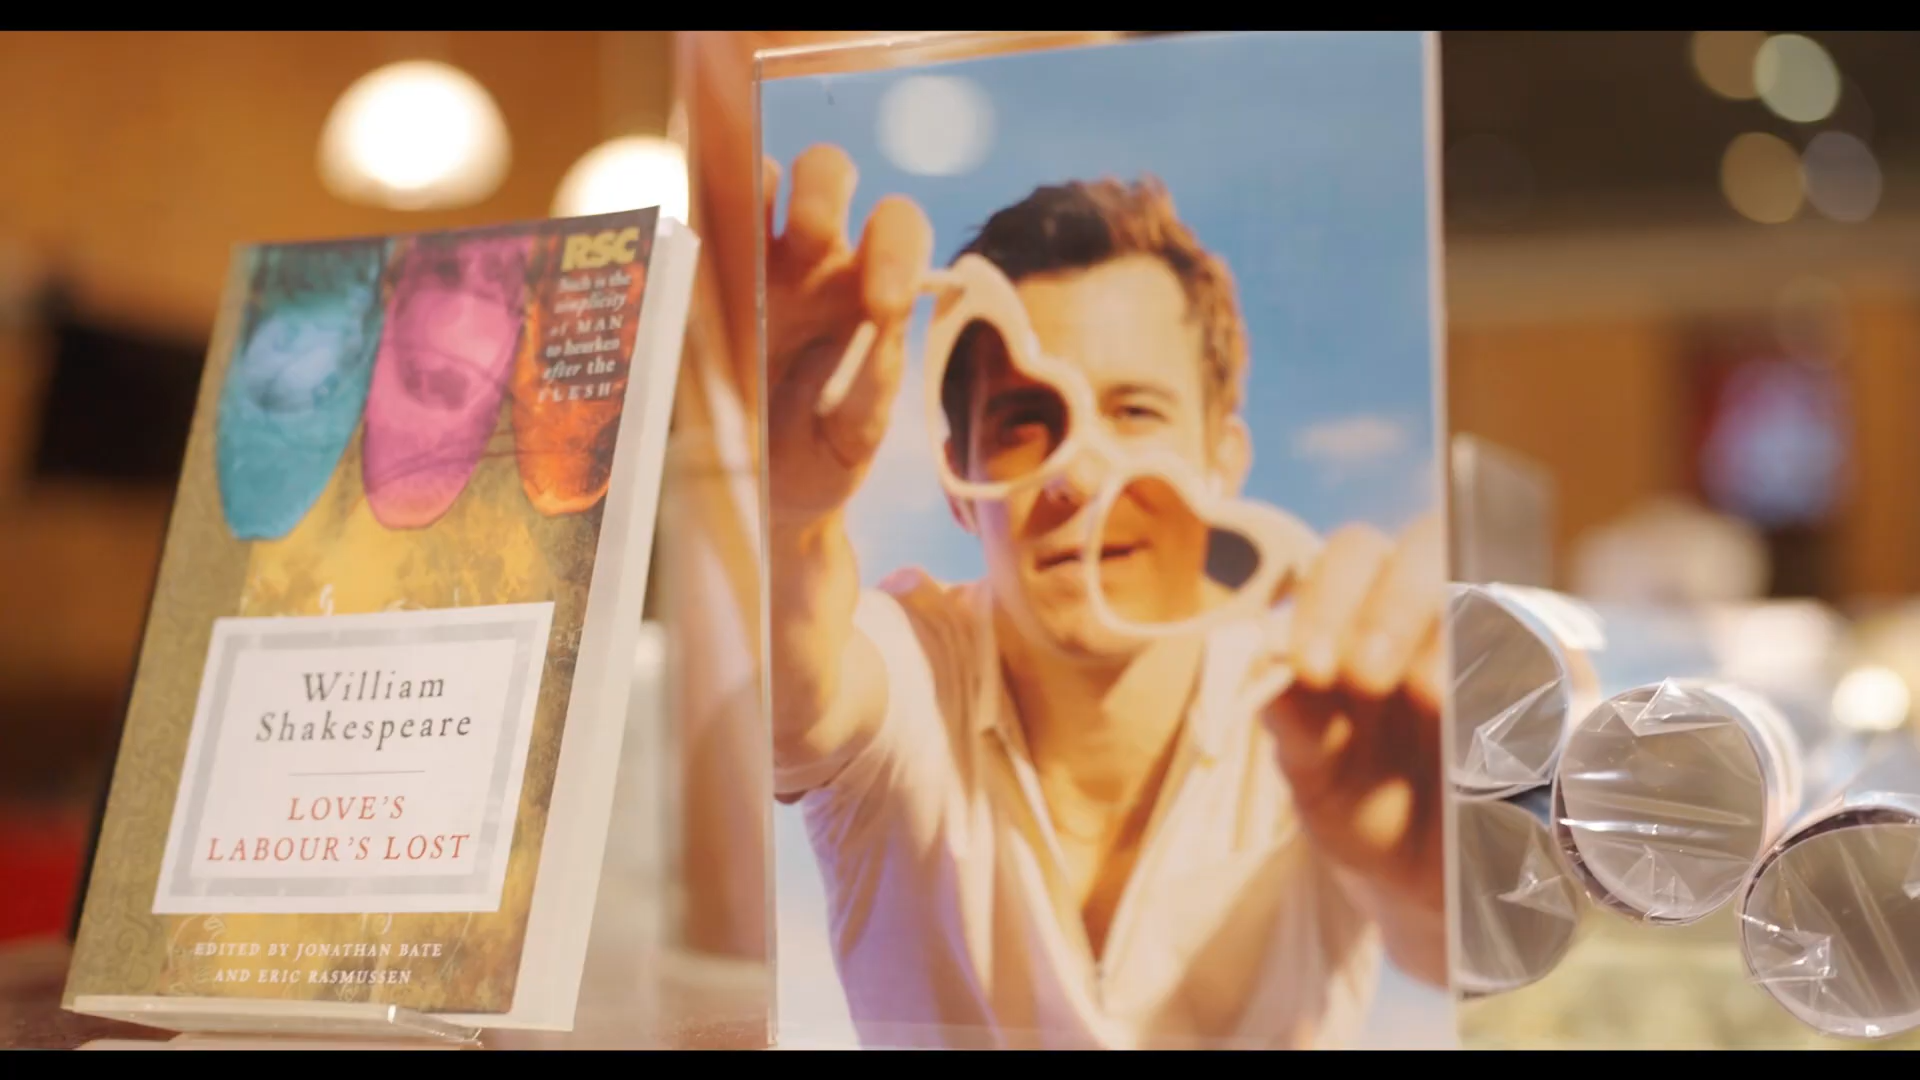 RSC
Such is the
simplicity
of MAN
to hearken
after the
FLESH
William
Shakespeare
LOVE'S
LABOUR'S LOST
EDITED BY JONATHAN BATE
AND ERIC RASMUSSEN